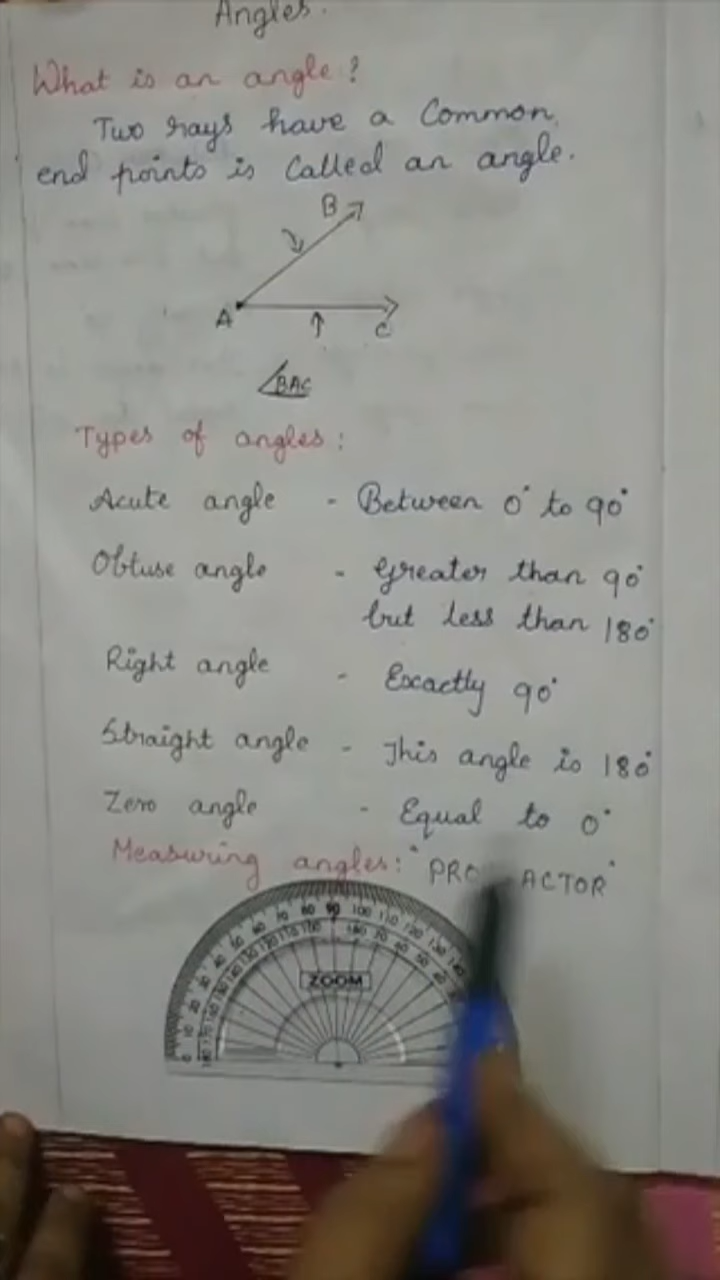 Angles.
What is an angle?
Two rays have a Common
end points is Called an angle.
B
A
C
∠BAC
Types of angles:
Acute angle - Between 0° to 90°
Obtuse angle - Greater than 90°
but less than 180°
Right angle - Exactly 90°
Straight angle - This angle is 180°
Zero angle - Equal to 0°
Measuring angles:
ZOOM